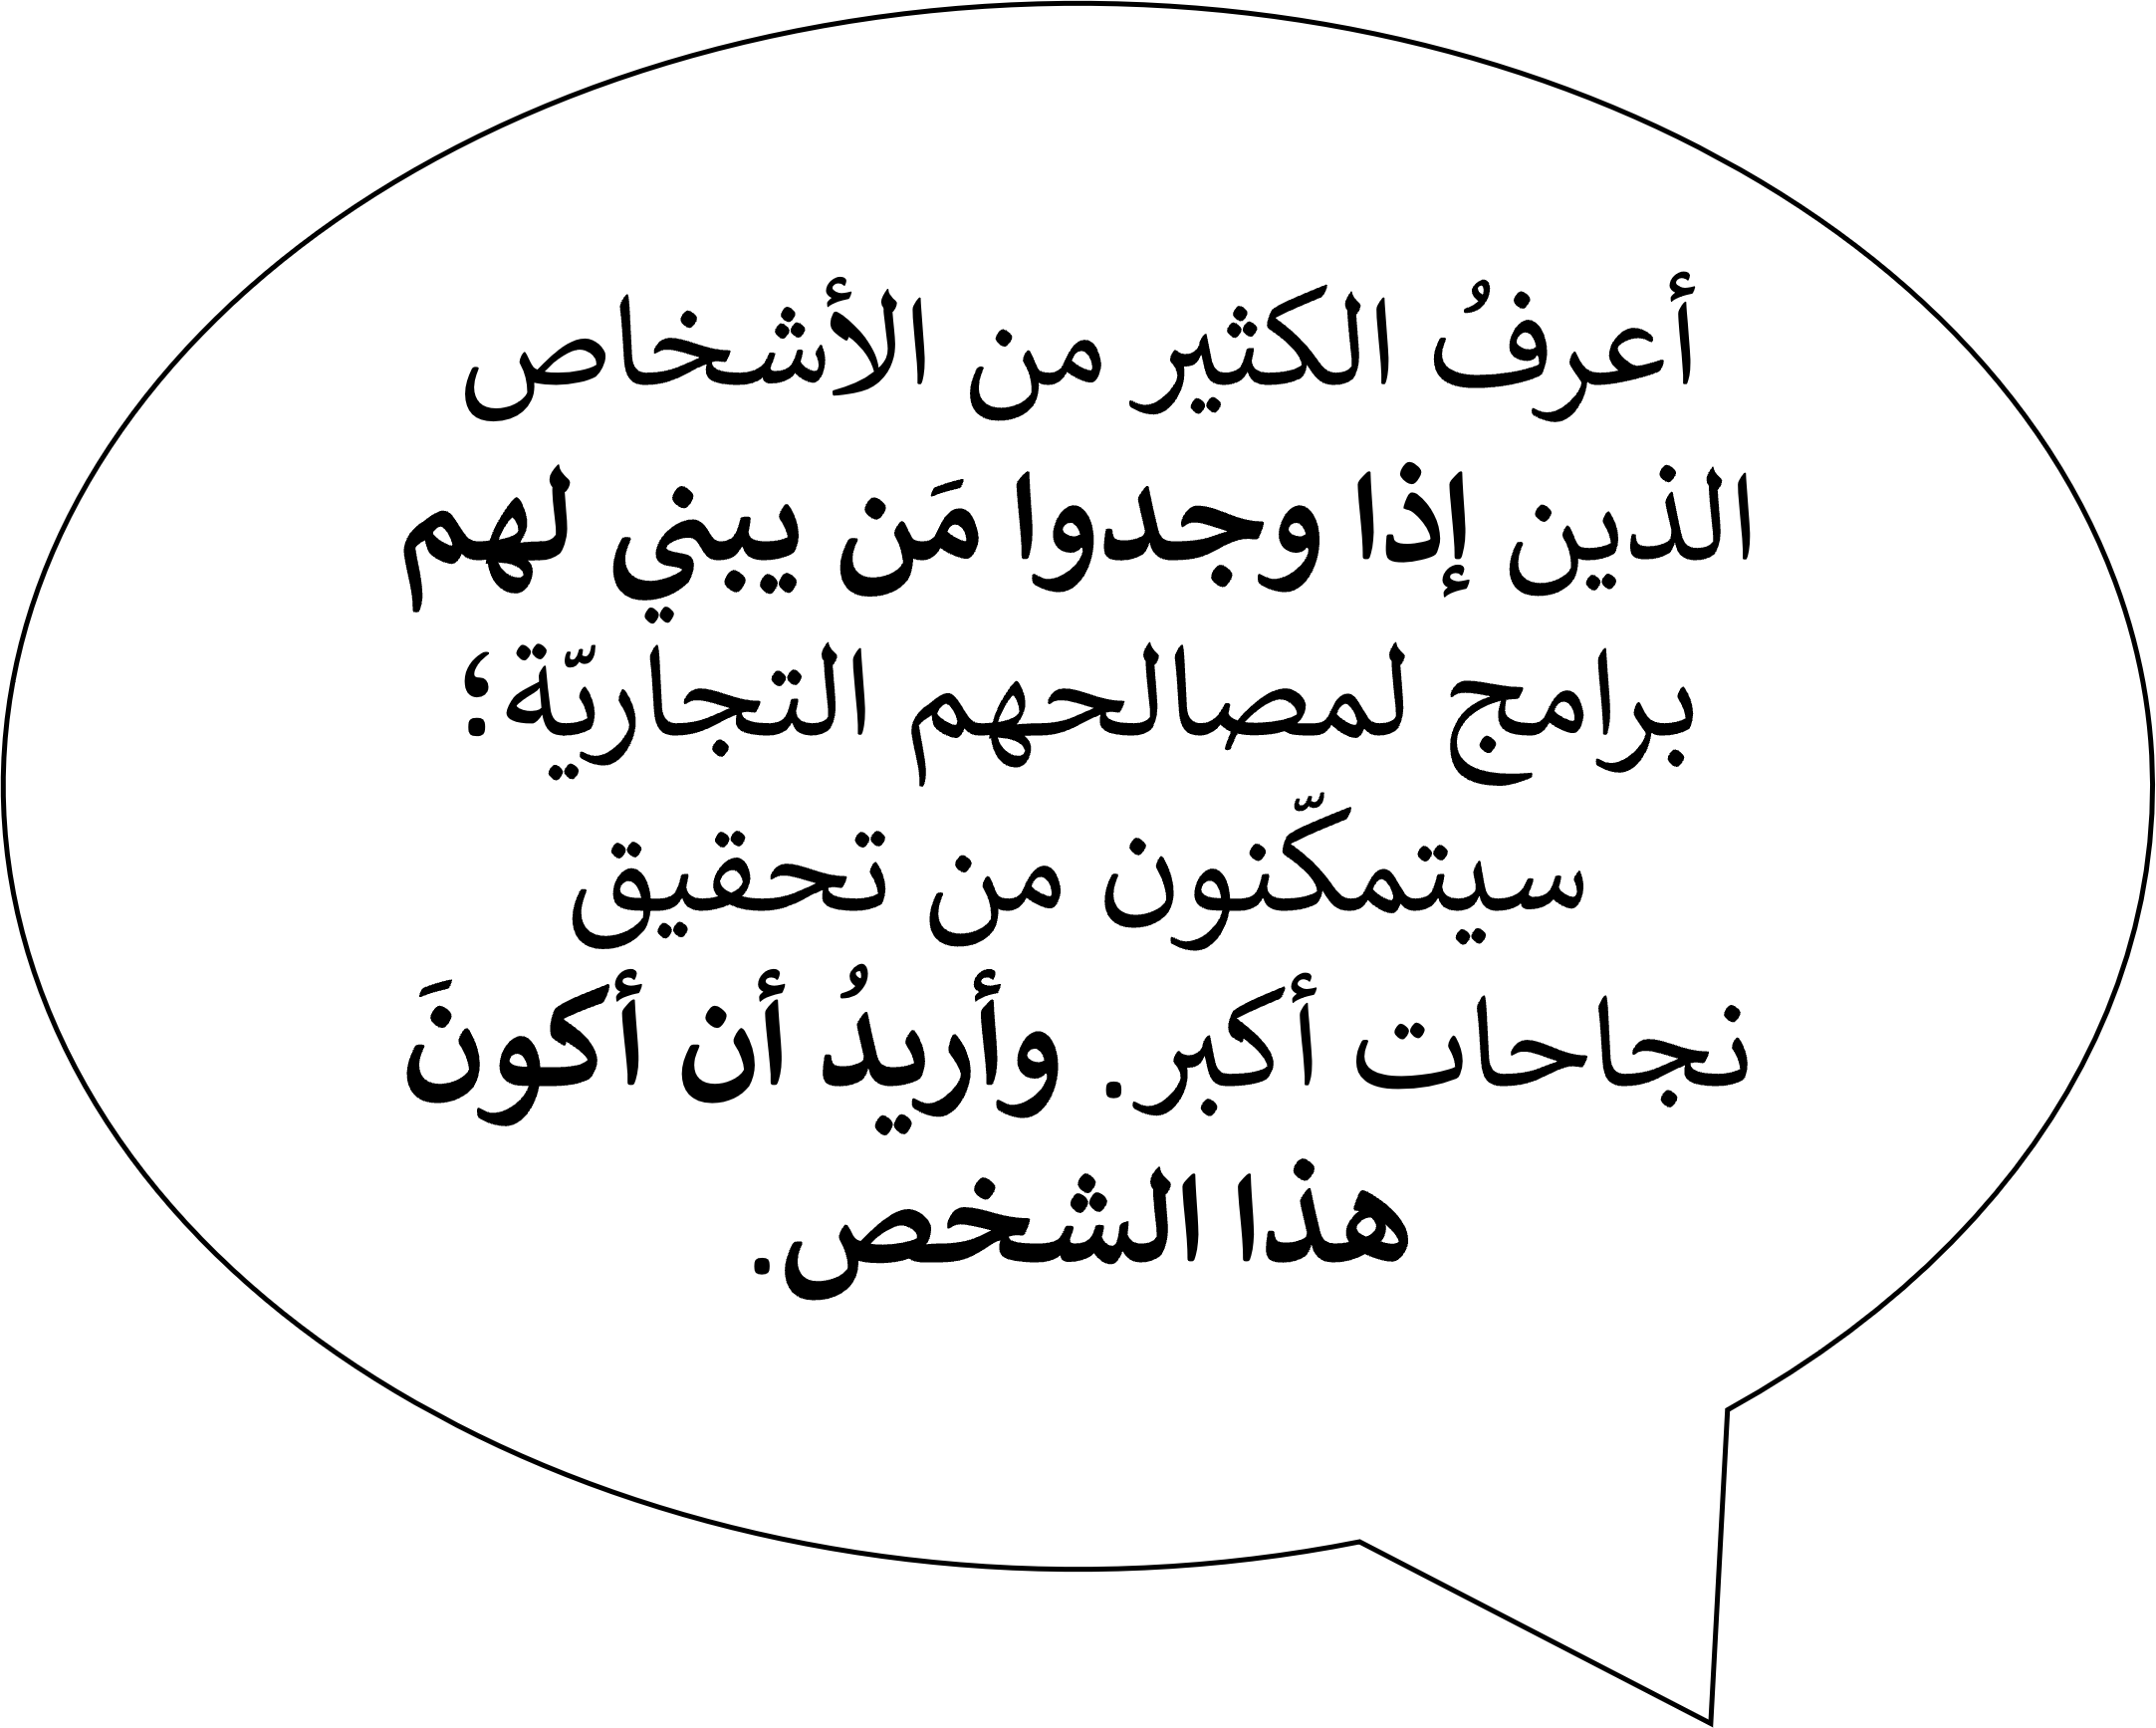 أعرفُ الكثير من الأشخاص
الذين إذا وجدوا مَن يبني لهم
برامج لمصالحهم التجاريّة؛
سيتمكّنون من تحقيق
نجاحات أكبر. وأريدُ أن أكونَ
هذا الشخص.